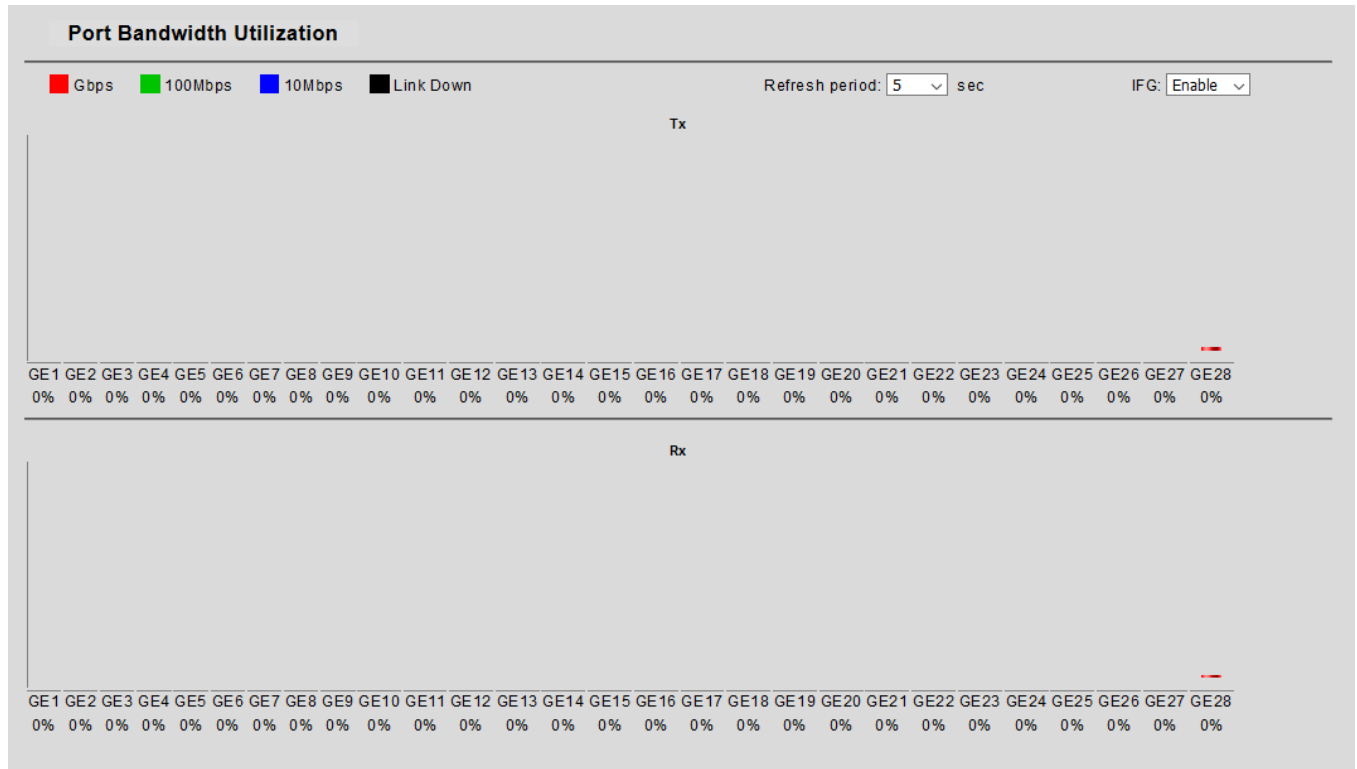 Port Bandwidth Utilization
Gbps 100Mbps 10Mbps Link Down Refresh period: 5 sec IFG: Enable
Tx
GE1 GE2 GE3 GE4 GE5 GE6 GE7 GE8 GE9 GE10 GE11 GE12 GE13 GE14 GE15 GE16 GE17 GE18 GE19 GE20 GE21 GE22 GE23 GE24 GE25 GE26 GE27 GE28
0% 0% 0% 0% 0% 0% 0% 0% 0% 0% 0% 0% 0% 0% 0% 0% 0% 0% 0% 0% 0% 0% 0% 0% 0% 0% 0% 0%
Rx
GE1 GE2 GE3 GE4 GE5 GE6 GE7 GE8 GE9 GE10 GE11 GE12 GE13 GE14 GE15 GE16 GE17 GE18 GE19 GE20 GE21 GE22 GE23 GE24 GE25 GE26 GE27 GE28
0% 0% 0% 0% 0% 0% 0% 0% 0% 0% 0% 0% 0% 0% 0% 0% 0% 0% 0% 0% 0% 0% 0% 0% 0% 0% 0% 0%